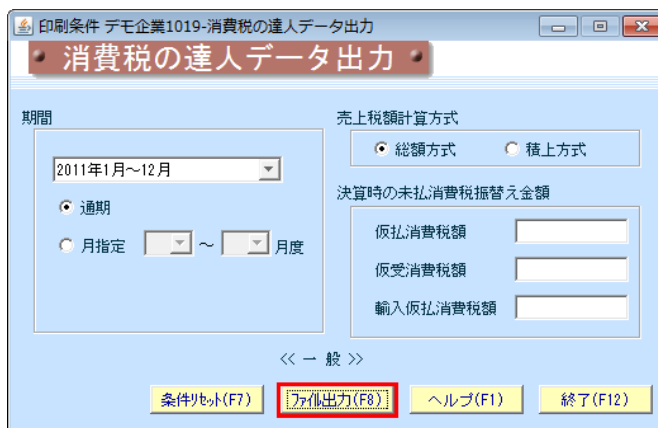 印刷条件 デモ企業1019-消費税の達人データ出力
消費税の達人データ出力
期間
2011年1月～12月
通期
月指定 ～ 月度
売上税額計算方式
総額方式 積上方式
決算時の未払消費税振替え金額
仮払消費税額
仮受消費税額
輸入仮払消費税額
<< 一 般 >>
条件リセット(F7) ファイル出力(F8) ヘルプ(F1) 終了(F12)